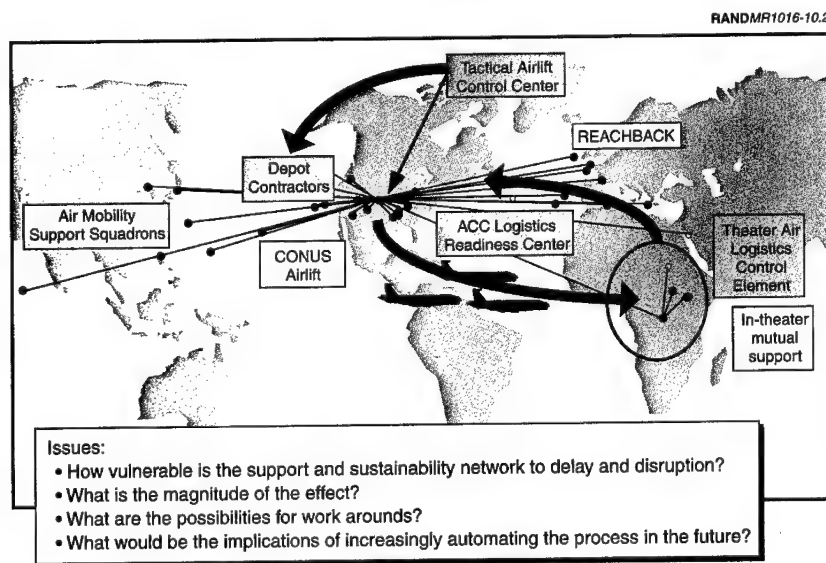 RANDMR1016-10.2
Tactical Airlift
Control Center
REACHBACK
Depot
Contractors
Air Mobility
Support Squadrons
ACC Logistics
Readiness Center
Theater Air
Logistics
Control
Element
CONUS
Airlift
In-theater
mutual
support
Issues:
• How vulnerable is the support and sustainability network to delay and disruption?
• What is the magnitude of the effect?
• What are the possibilities for work arounds?
• What would be the implications of increasingly automating the process in the future?